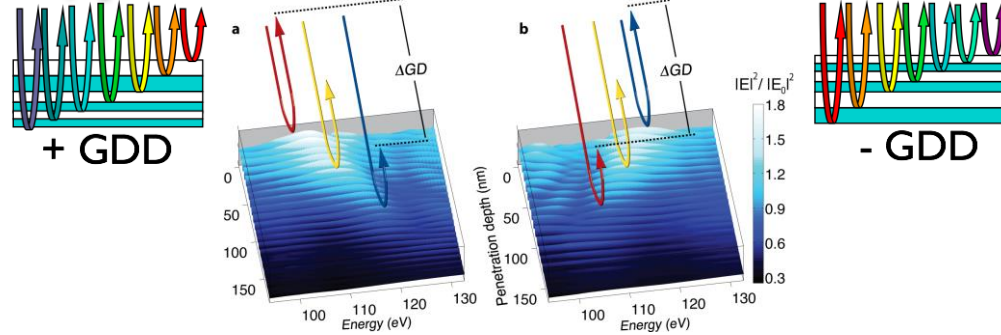 + GDD
a
ΔGD
0
50
100
150
100
110
120
130
Energy (eV)
b
ΔGD
|E|²/ |E₀|²
1.8
1.5
1.2
0.9
0.6
0.3
Penetration depth (nm)
0
50
100
150
100
110
120
130
Energy (eV)
- GDD